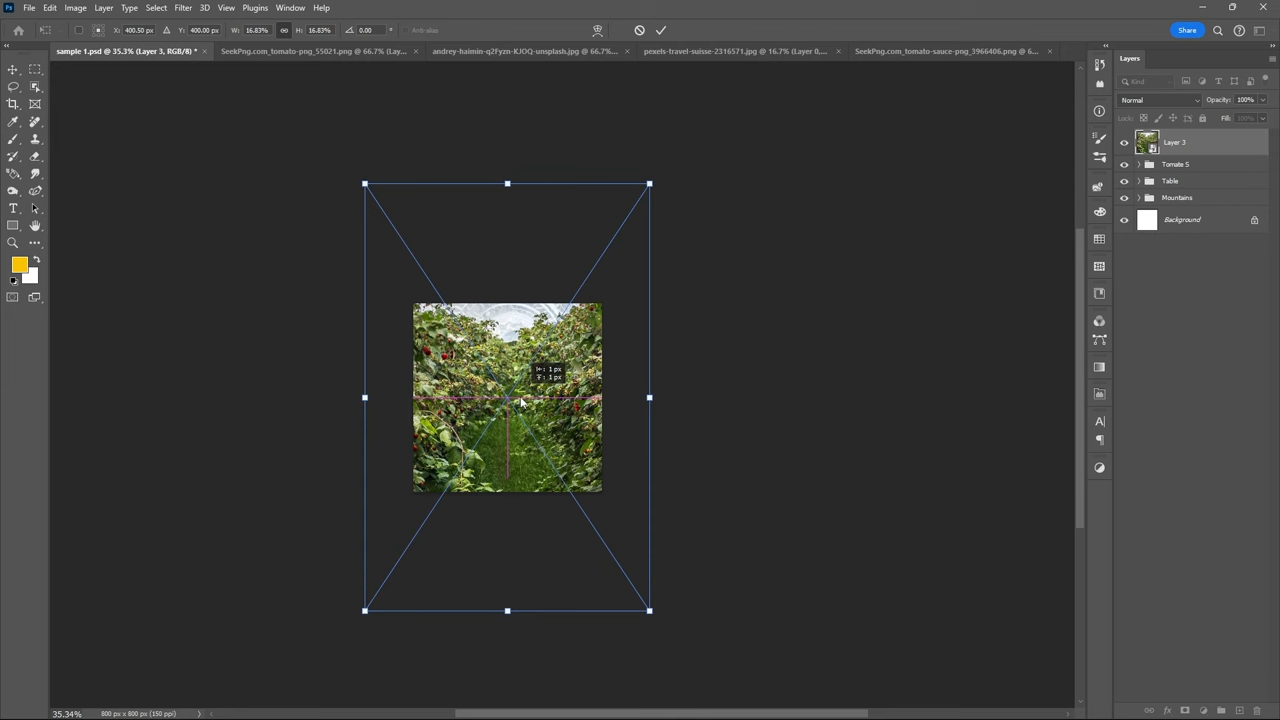 Ps File Edit Image Layer Type Select Filter 3D View Plugins Window Help
X: 400.50 px Y: 400.00 px W: 16.83% H: 16.83% 0.00 ° Anti-alias Share
sample 1.psd @ 35.3% (Layer 3, RGB/8) * × SeekPng.com_tomato-png_55021.png @ 66.7% (Lay... × andrey-haimin-q2Fyzn-KJOQ-unsplash.jpg @ 66.7%... × pexels-travel-suisse-2316571.jpg @ 16.7% (Layer 0,... × SeekPng.com_tomato-sauce-png_3966406.png @ 6... ×
Layers
Kind
Normal Opacity: 100%
Lock: Fill: 100%
Layer 3
Tomate S
Table
Mountains
Background
T
A
1 px
1 px
35.34% 800 px x 800 px (150 ppi)